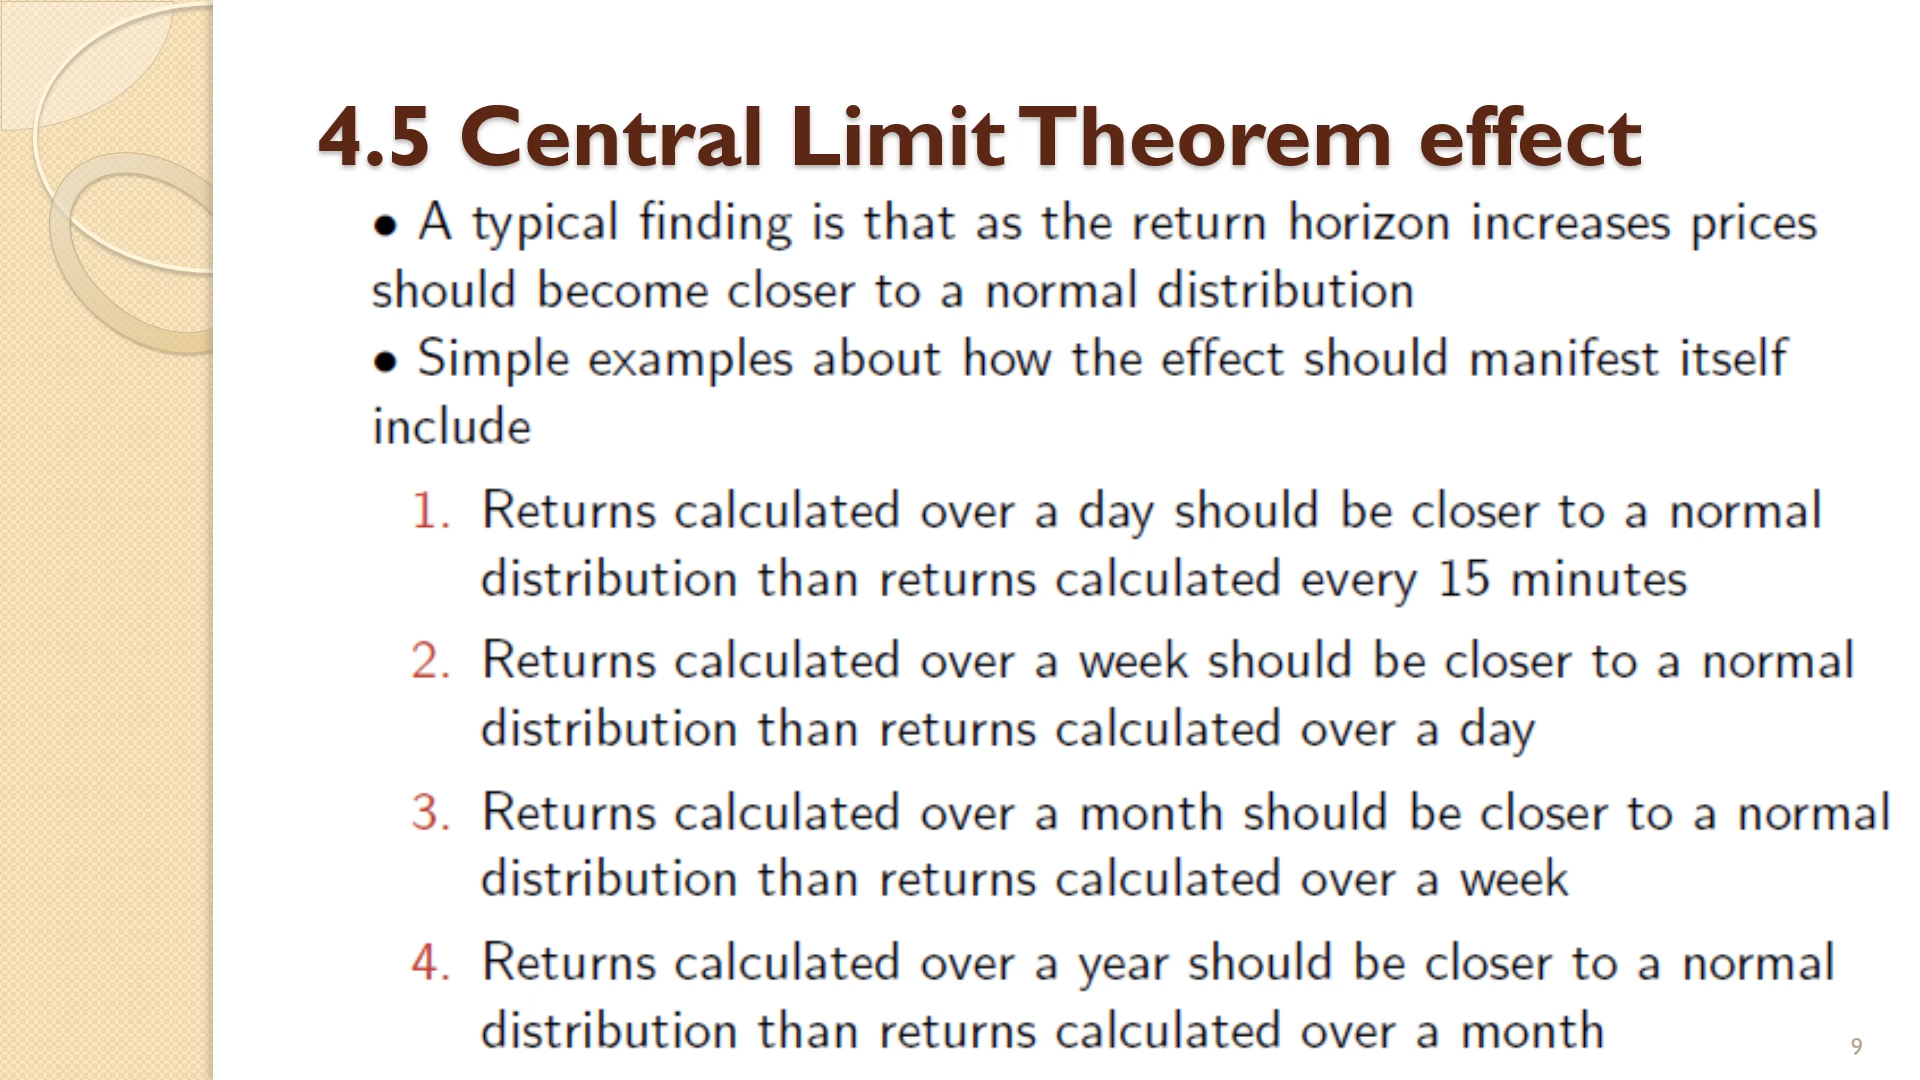 4.5 Central Limit Theorem effect
• A typical finding is that as the return horizon increases prices
should become closer to a normal distribution
• Simple examples about how the effect should manifest itself
include
1. Returns calculated over a day should be closer to a normal
distribution than returns calculated every 15 minutes
2. Returns calculated over a week should be closer to a normal
distribution than returns calculated over a day
3. Returns calculated over a month should be closer to a normal
distribution than returns calculated over a week
4. Returns calculated over a year should be closer to a normal
distribution than returns calculated over a month
9